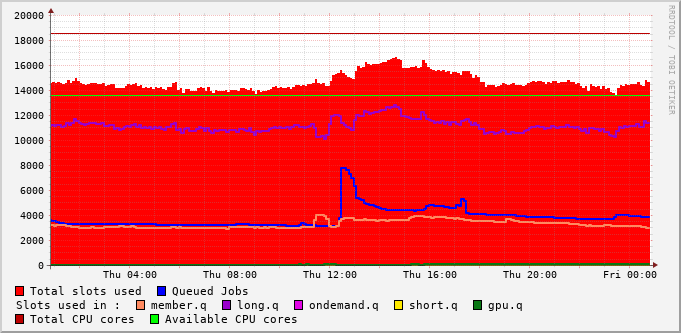 RRDTOOL / TOBI OETIKER
20000
18000
16000
14000
12000
10000
8000
6000
4000
2000
0
Thu 04:00 Thu 08:00 Thu 12:00 Thu 16:00 Thu 20:00 Fri 00:00
Total slots used Queued Jobs
Slots used in : member.q long.q ondemand.q short.q gpu.q
Total CPU cores Available CPU cores